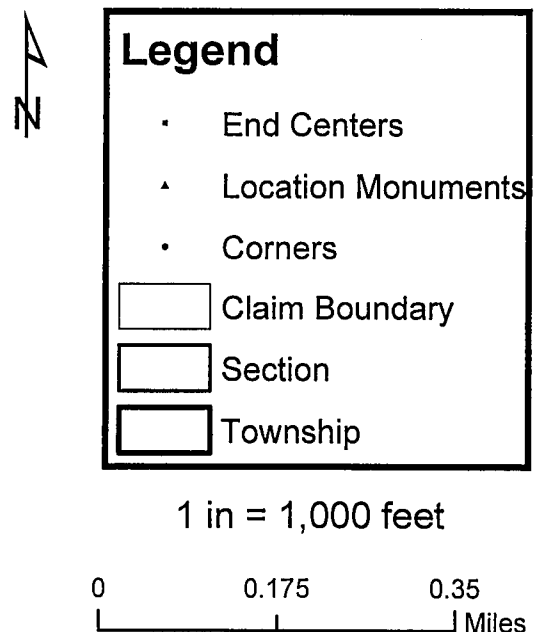 N
Legend
End Centers
Location Monuments
Corners
Claim Boundary
Section
Township
1 in = 1,000 feet
0 0.175 0.35
Miles